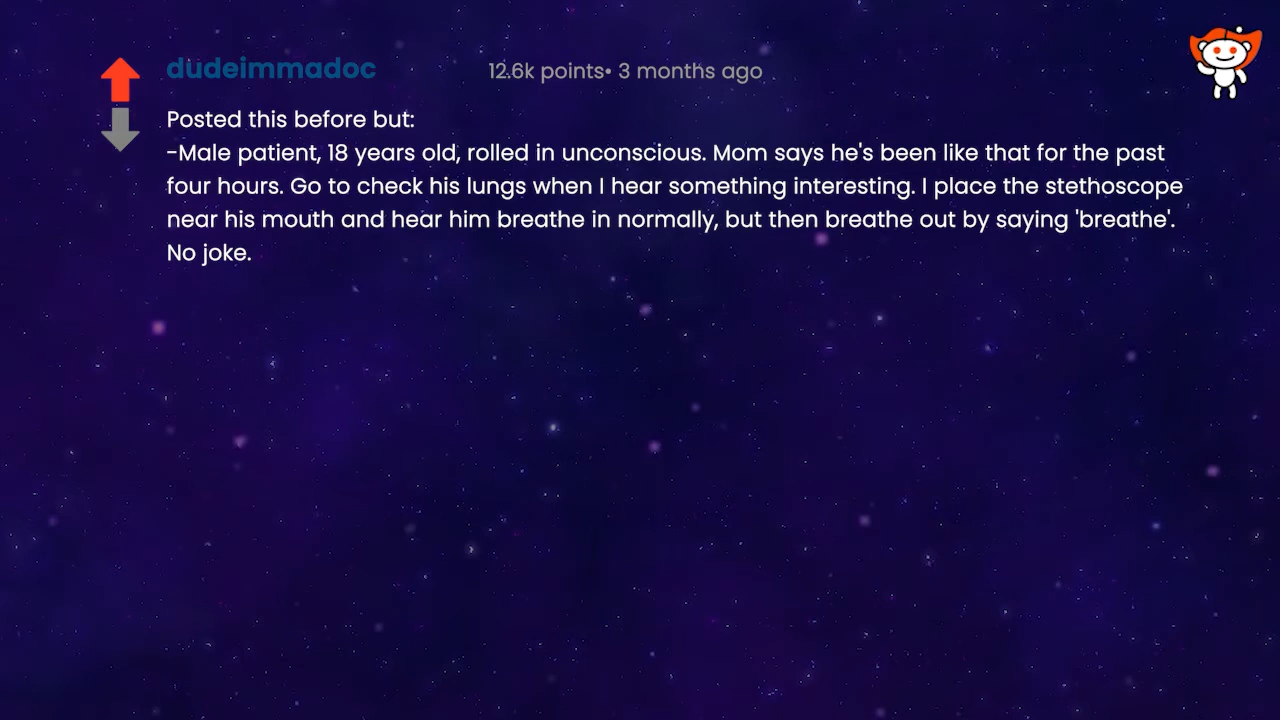 dudeimmadoc 12.6k points• 3 months ago
Posted this before but:
-Male patient, 18 years old, rolled in unconscious. Mom says he's been like that for the past
four hours. Go to check his lungs when I hear something interesting. I place the stethoscope
near his mouth and hear him breathe in normally, but then breathe out by saying 'breathe'.
No joke.